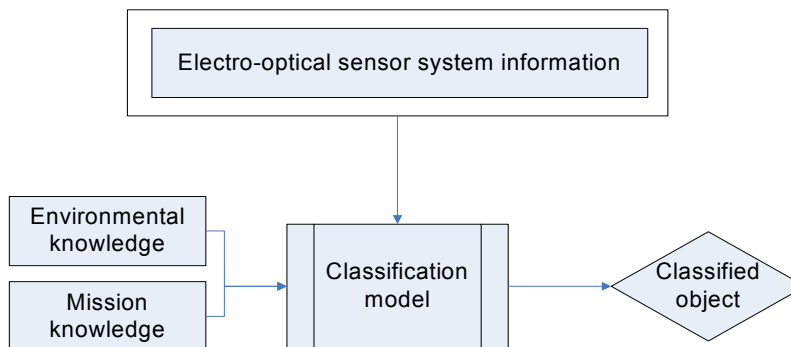 Electro-optical sensor system information
Environmental
knowledge
Mission
knowledge
Classification
model
Classified
object